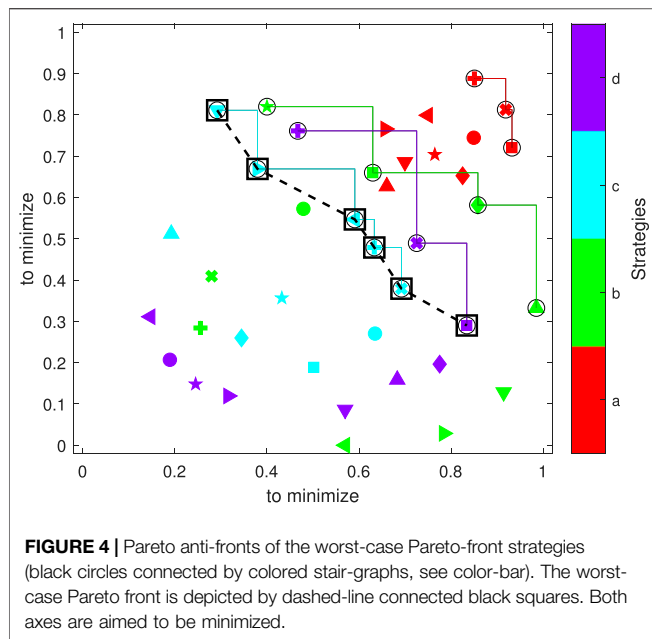 1
0.9
0.8
0.7
0.6
0.5
0.4
0.3
0.2
0.1
0
to minimize
0
0.2
0.4
0.6
0.8
1
to minimize
d
c
b
a
Strategies
FIGURE 4 | Pareto anti-fronts of the worst-case Pareto-front strategies
(black circles connected by colored stair-graphs, see color-bar). The worst-
case Pareto front is depicted by dashed-line connected black squares. Both
axes are aimed to be minimized.